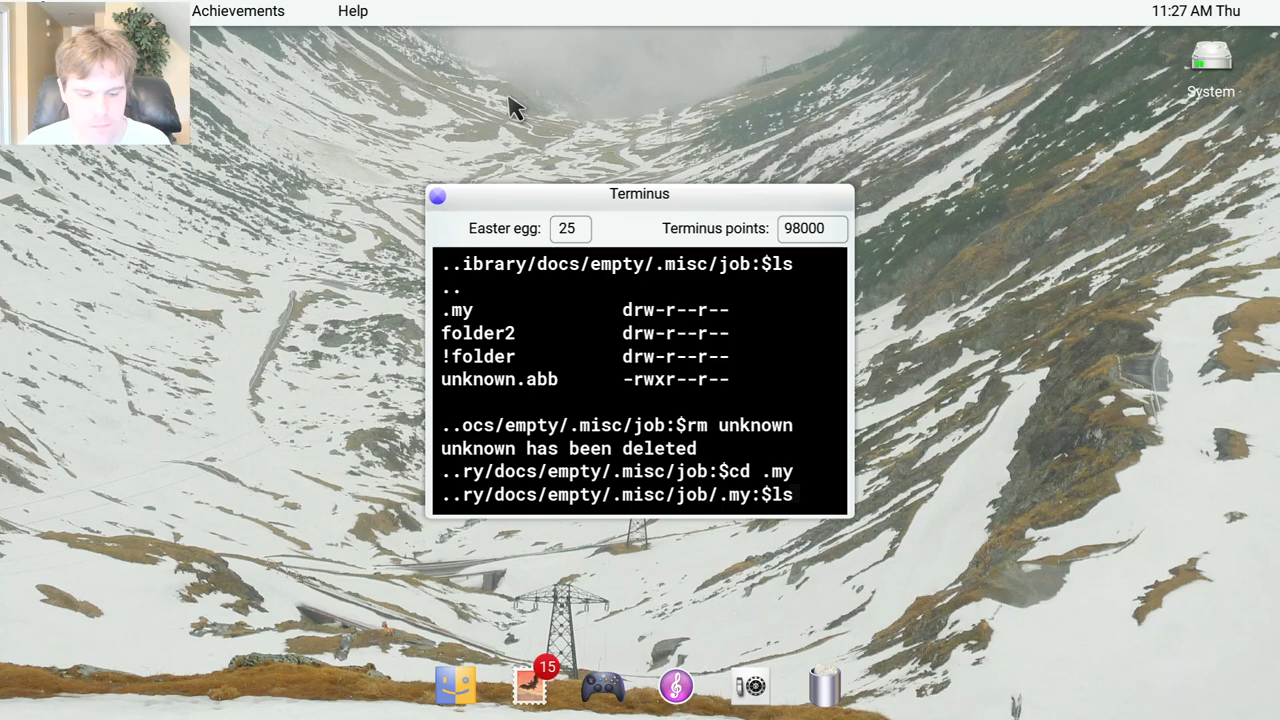 Achievements
Help
11:27 AM Thu
System
Terminus
Easter egg: 25
Terminus points: 98000
..ibrary/docs/empty/.misc/job:$ls
..
.my drw-r--r--
folder2 drw-r--r--
!folder drw-r--r--
unknown.abb -rwxr--r--
..ocs/empty/.misc/job:$rm unknown
unknown has been deleted
..ry/docs/empty/.misc/job:$cd .my
..ry/docs/empty/.misc/job/.my:$ls
15